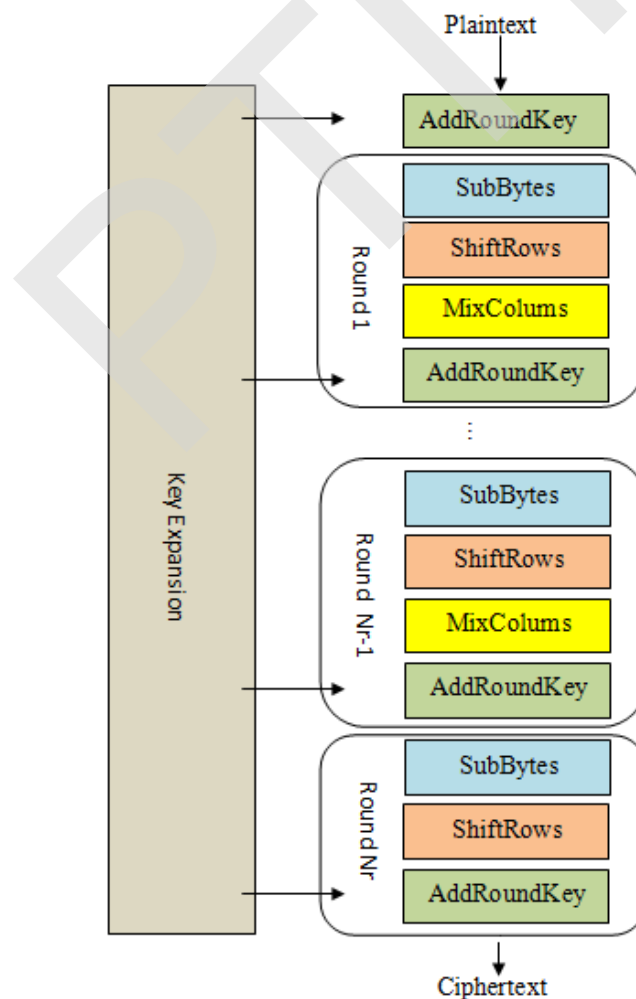 Plaintext
AddRoundKey
SubBytes
ShiftRows
MixColums
AddRoundKey
Round 1
...
Key Expansion
SubBytes
ShiftRows
MixColums
AddRoundKey
Round Nr-1
SubBytes
ShiftRows
AddRoundKey
Round Nr
Ciphertext